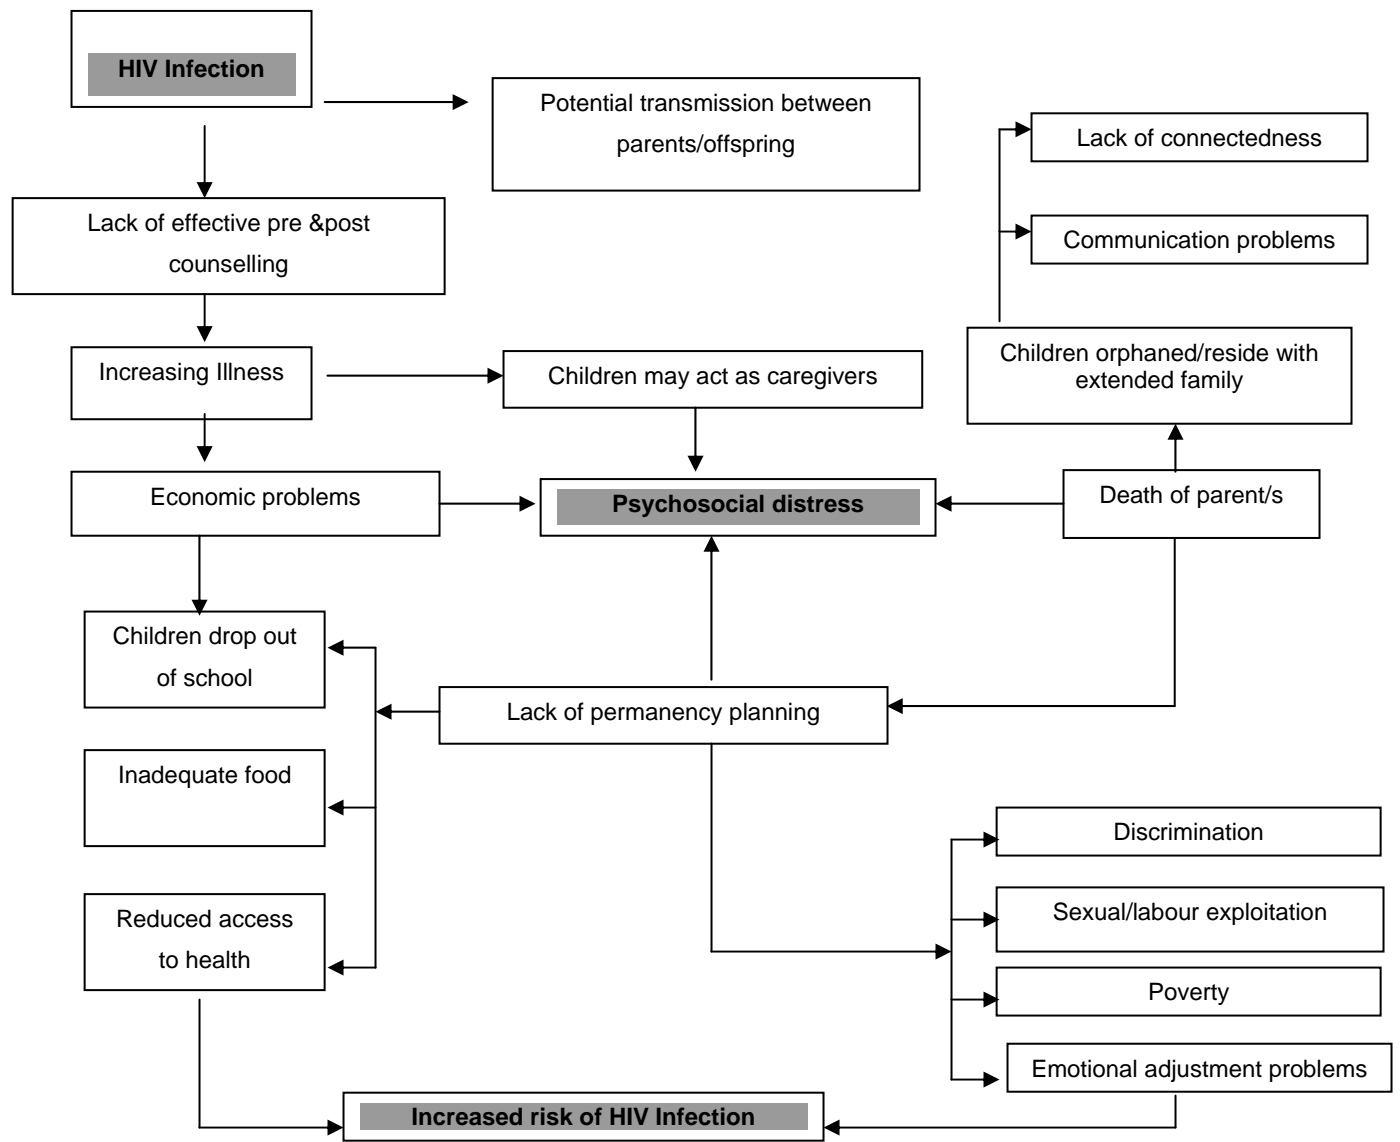 HIV Infection
Potential transmission between
parents/offspring
Lack of connectedness
Lack of effective pre &post
counselling
Communication problems
Increasing Illness
Children may act as caregivers
Children orphaned/reside with
extended family
Economic problems
Psychosocial distress
Death of parent/s
Children drop out
of school
Lack of permanency planning
Inadequate food
Discrimination
Reduced access
to health
Sexual/labour exploitation
Poverty
Emotional adjustment problems
Increased risk of HIV Infection